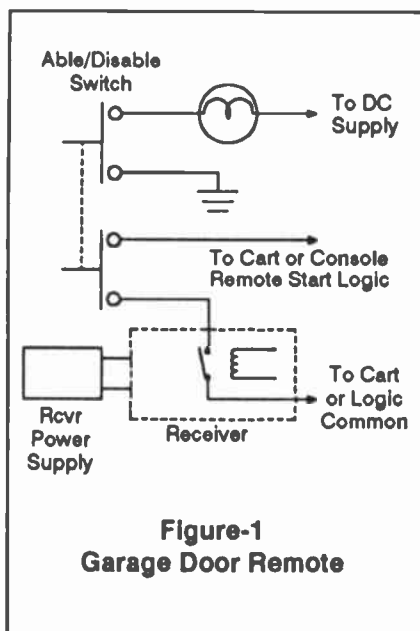 Able/Disable
Switch
To DC
Supply
To Cart or Console
Remote Start Logic
Rcvr
Power
Supply
Receiver
To Cart
or Logic
Common
Figure-1
Garage Door Remote